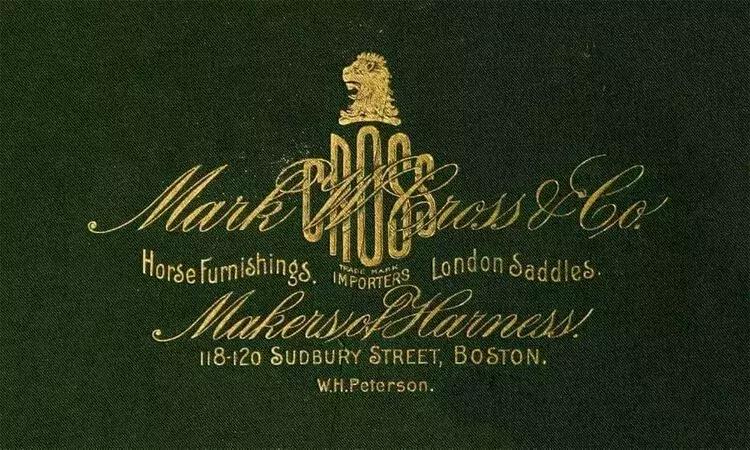 CROSS
Mark W. Cross & Co.
TRADE MARK
Horse Furnishings. IMPORTERS London Saddles.
Makers of Harness.
118-120 SUDBURY STREET, BOSTON.
W.H. Peterson.